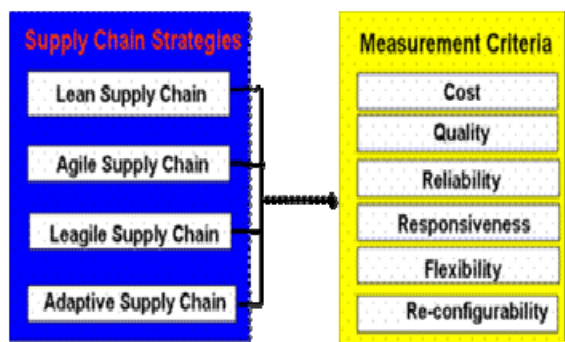 Supply Chain Strategies
Lean Supply Chain
Agile Supply Chain
Leagile Supply Chain
Adaptive Supply Chain
Measurement Criteria
Cost
Quality
Reliability
Responsiveness
Flexibility
Re-configurability